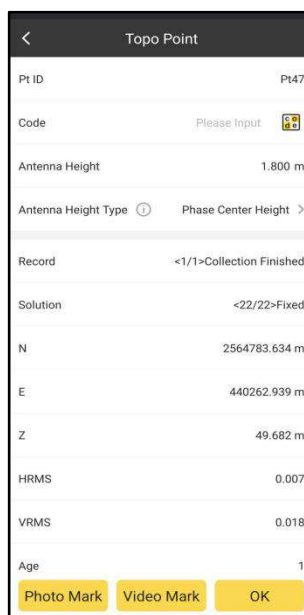 Topo Point
Pt ID Pt47
Code Please Input code
Antenna Height 1.800 m
Antenna Height Type Phase Center Height
Record <1/1>Collection Finished
Solution <22/22>Fixed
N 2564783.634 m
E 440262.939 m
Z 49.682 m
HRMS 0.007
VRMS 0.018
Age 1
Photo Mark Video Mark OK